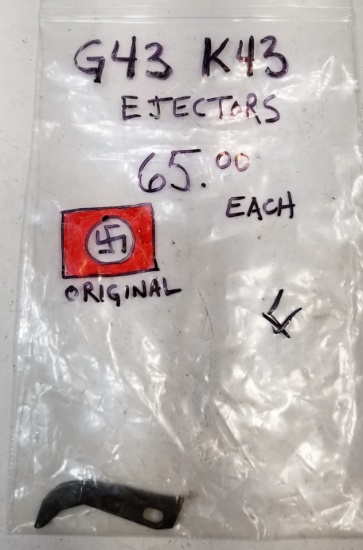 G43 K43
EJECTORS
65.00
EACH
ORIGINAL